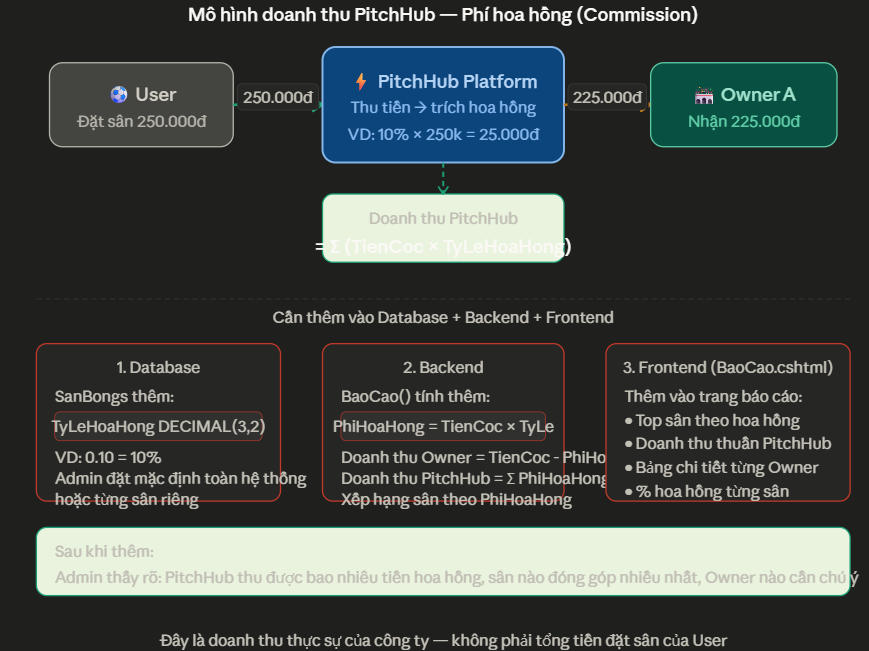 Mô hình doanh thu PitchHub — Phí hoa hồng (Commission)
⚽ User
Đặt sân 250.000đ
250.000đ
⚡ PitchHub Platform
Thu tiền → trích hoa hồng
VD: 10% × 250k = 25.000đ
225.000đ
🏟 Owner A
Nhận 225.000đ
Doanh thu PitchHub
= Σ (TienCoc × TyLeHoaHong)
Cần thêm vào Database + Backend + Frontend
1. Database
SanBongs thêm:
TyLeHoaHong DECIMAL(3,2)
VD: 0.10 = 10%
Admin đặt mặc định toàn hệ thống
hoặc từng sân riêng
2. Backend
BaoCao() tính thêm:
PhiHoaHong = TienCoc × TyLe
Doanh thu Owner = TienCoc - PhiHo
Doanh thu PitchHub = Σ PhiHoaHong
Xếp hạng sân theo PhiHoaHong
3. Frontend (BaoCao.cshtml)
Thêm vào trang báo cáo:
• Top sân theo hoa hồng
• Doanh thu thuần PitchHub
• Bảng chi tiết từng Owner
• % hoa hồng từng sân
Sau khi thêm:
Admin thấy rõ: PitchHub thu được bao nhiêu tiền hoa hồng, sân nào đóng góp nhiều nhất, Owner nào cần chú ý
Đây là doanh thu thực sự của công ty — không phải tổng tiền đặt sân của User